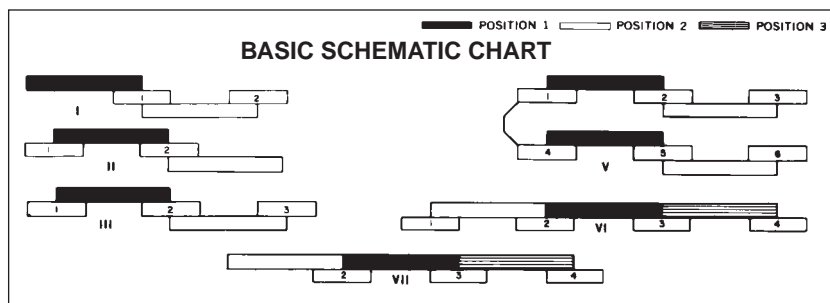 POSITION 1 POSITION 2 POSITION 3
BASIC SCHEMATIC CHART
1 2
I
1 2
II
1 2 3
III
1 2 3
4 5 6
V
1 2 3 4
VI
2 3 4
VII